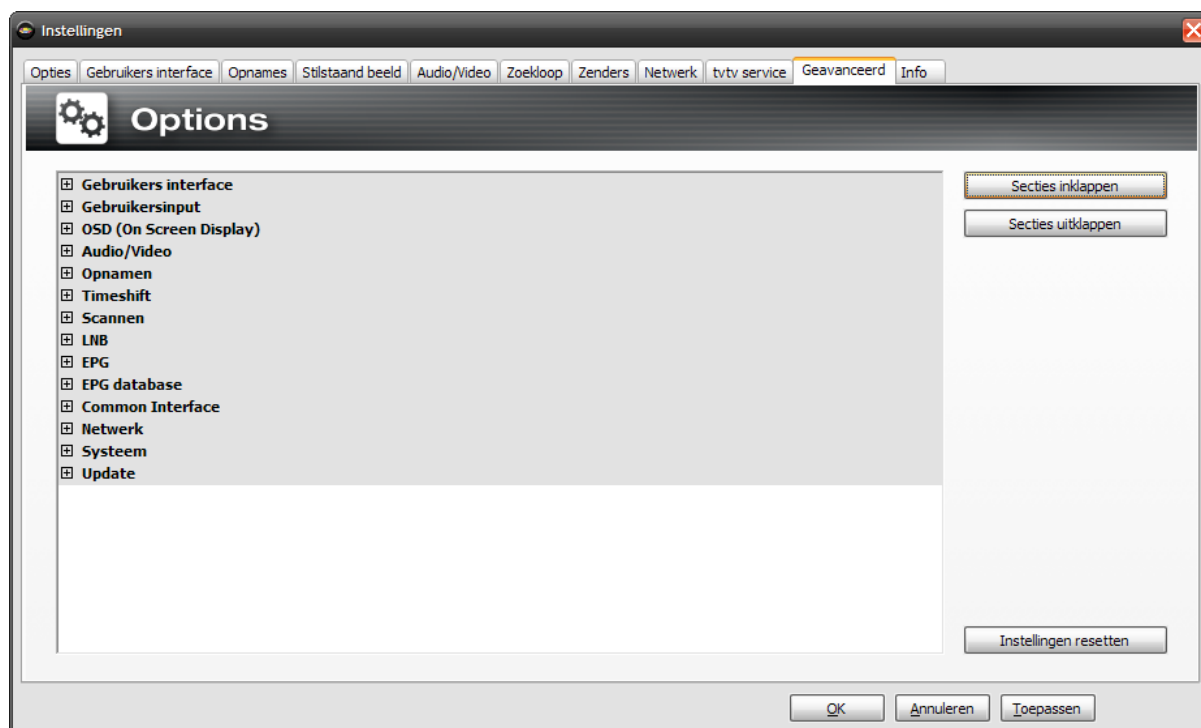 Instellingen
Opties Gebruikers interface Opnames Stilstaand beeld Audio/Video Zoekloop Zenders Netwerk tvtv service Geavanceerd Info
Options
Gebruikers interface
Gebruikersinput
OSD (On Screen Display)
Audio/Video
Opnamen
Timeshift
Scannen
LNB
EPG
EPG database
Common Interface
Netwerk
Systeem
Update
Secties inklappen
Secties uitklappen
Instellingen resetten
OK Annuleren Toepassen